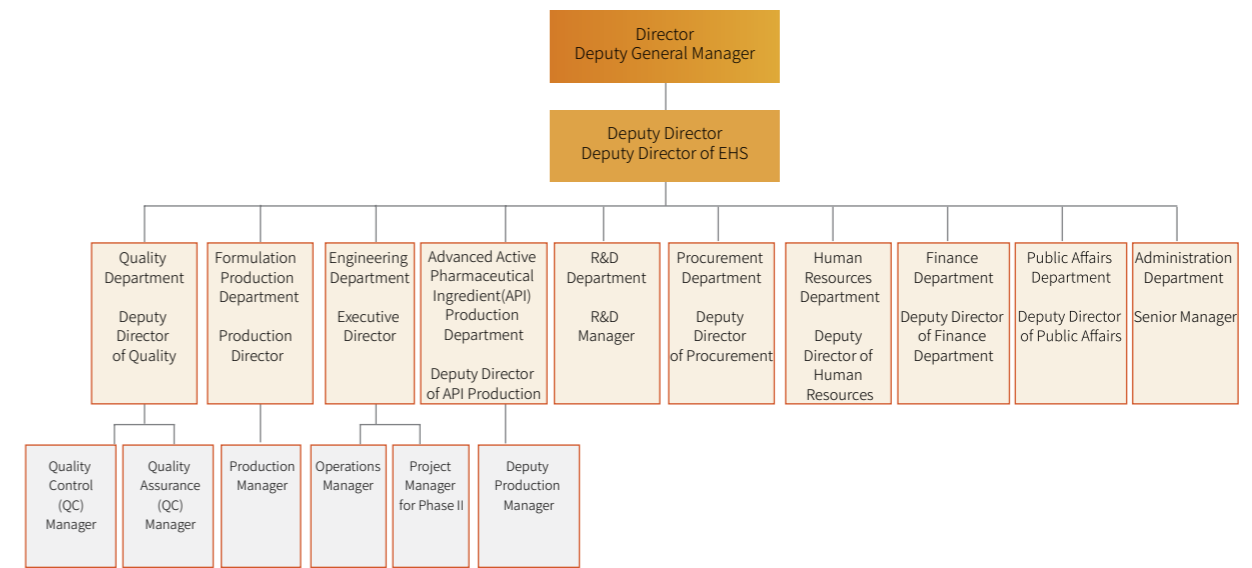 Director
Deputy General Manager
Deputy Director
Deputy Director of EHS
Quality
Department
Deputy
Director
of Quality
Formulation
Production
Department
Production
Director
Engineering
Department
Executive
Director
Advanced Active
Pharmaceutical
Ingredient(API)
Production
Department
Deputy Director
of API Production
R&D
Department
R&D
Manager
Procurement
Department
Deputy
Director
of Procurement
Human
Resources
Department
Deputy
Director of
Human
Resources
Finance
Department
Deputy Director
of Finance
Department
Public Affairs
Department
Deputy Director
of Public Affairs
Administration
Department
Senior Manager
Quality
Control
(QC)
Manager
Quality
Assurance
(QC)
Manager
Production
Manager
Operations
Manager
Project
Manager
for Phase II
Deputy
Production
Manager